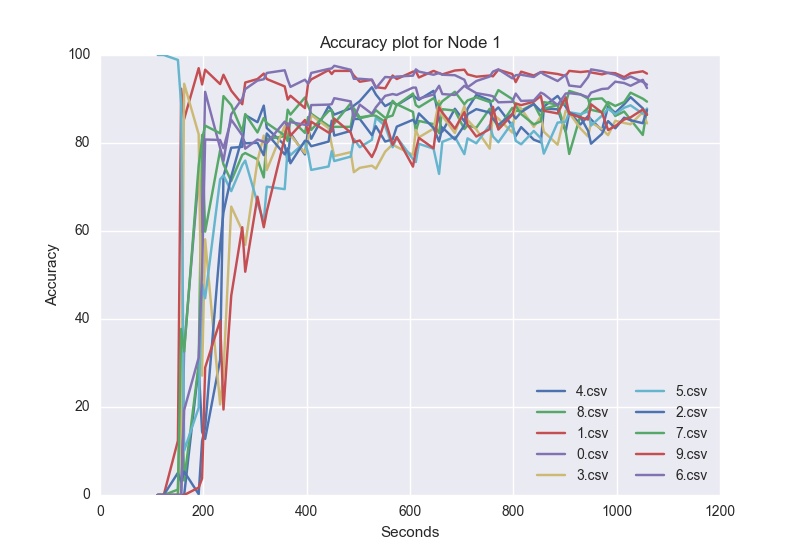 Accuracy plot for Node 1
100
80
60
40
20
0
Accuracy
0 200 400 600 800 1000 1200
Seconds
4.csv 5.csv
8.csv 2.csv
1.csv 7.csv
0.csv 9.csv
3.csv 6.csv